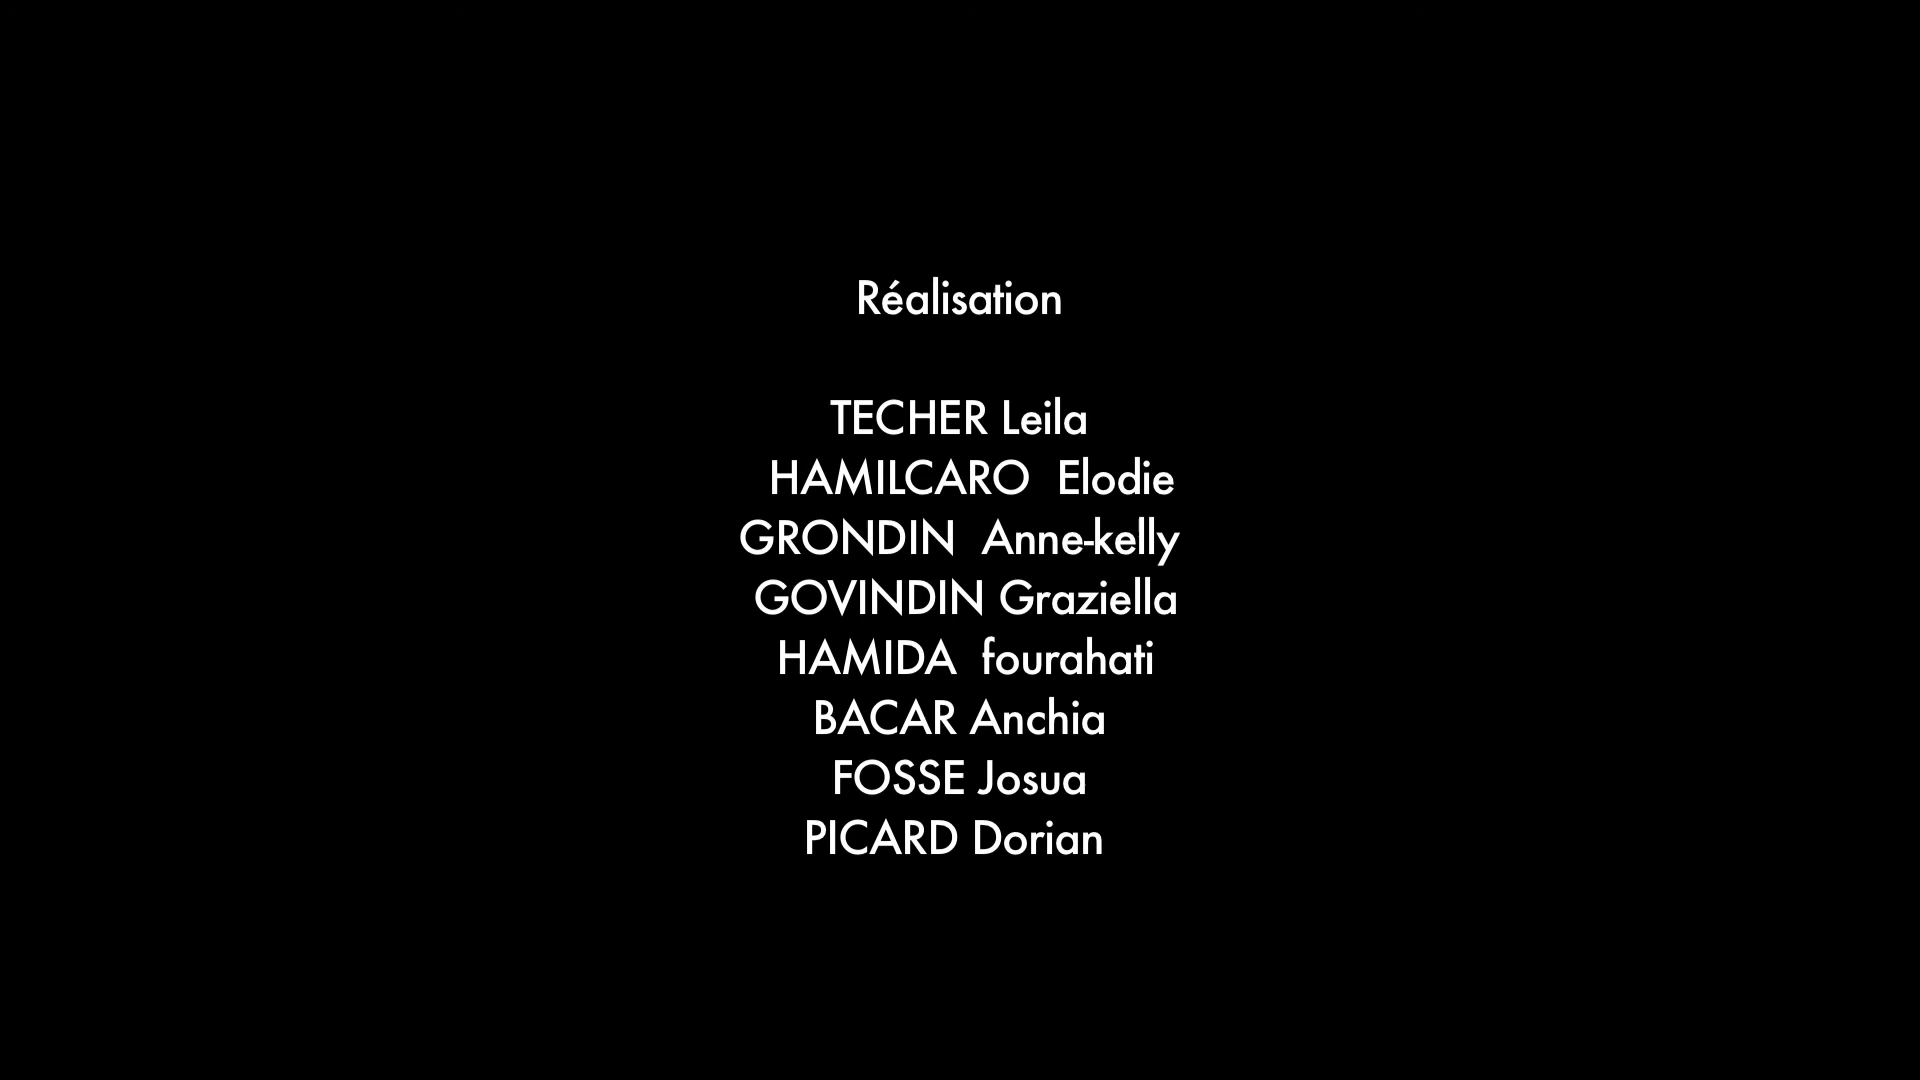 Réalisation
TECHER Leila
HAMILCARO  Elodie
GRONDIN  Anne-kelly
GOVINDIN Graziella
HAMIDA  fourahati
BACAR Anchia
FOSSE Josua
PICARD Dorian